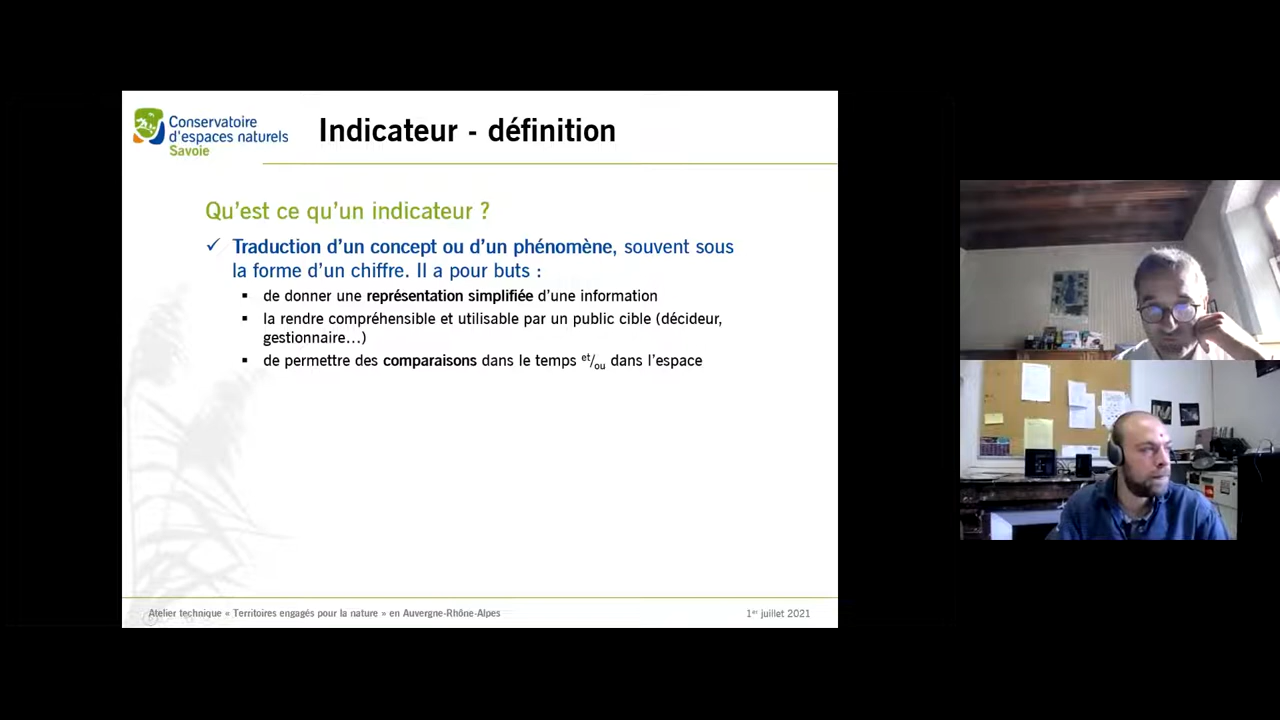 Conservatoire
d'espaces naturels
Savoie
Indicateur - définition
Qu'est ce qu'un indicateur ?
✓ Traduction d'un concept ou d'un phénomène, souvent sous
la forme d'un chiffre. Il a pour buts :
▪ de donner une représentation simplifiée d'une information
▪ la rendre compréhensible et utilisable par un public cible (décideur,
gestionnaire…)
▪ de permettre des comparaisons dans le temps et/ou dans l'espace
Atelier technique « Territoires engagés pour la nature » en Auvergne-Rhône-Alpes
1er juillet 2021